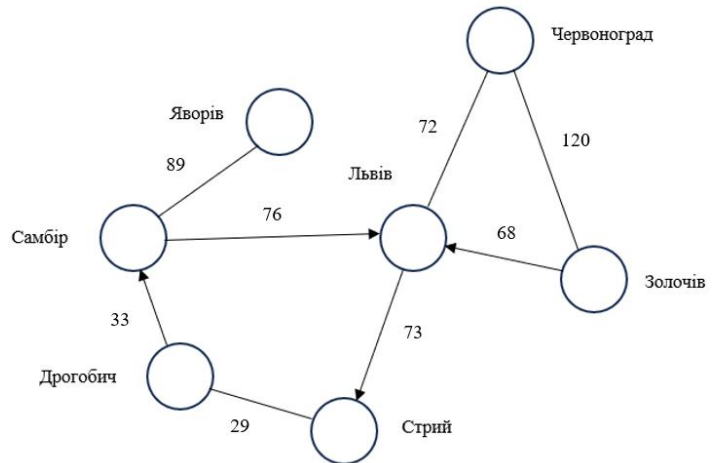 Червоноград
Яворів
72
120
89
Львів
76
68
Самбір
Золочів
33
73
Дрогобич
29
Стрий